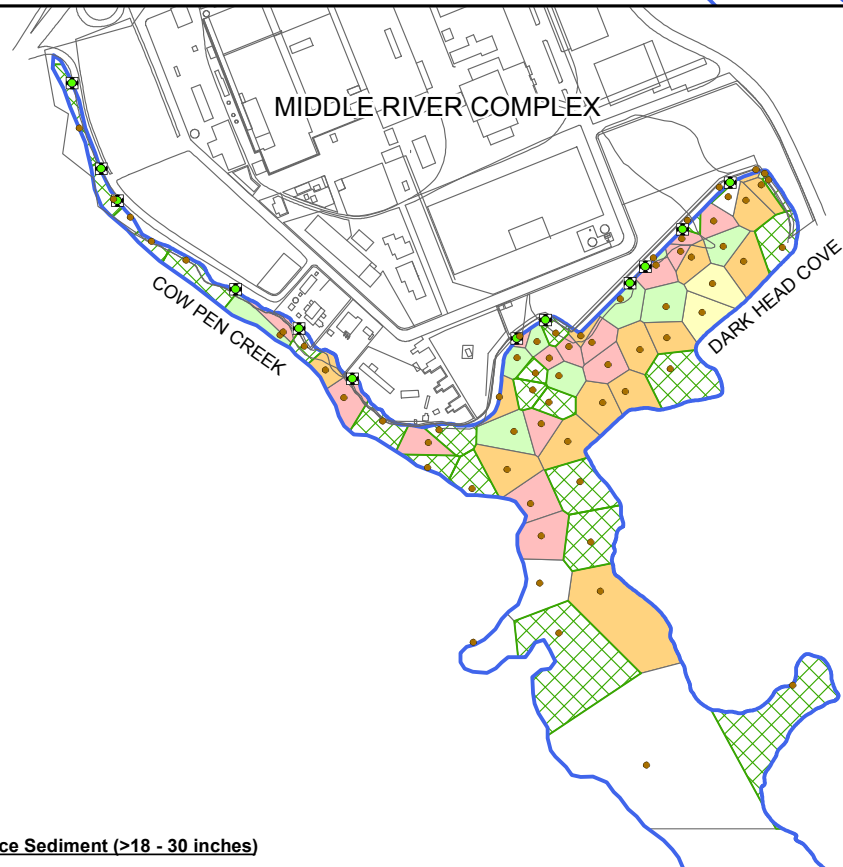 MIDDLE RIVER COMPLEX
COW PEN CREEK
DARK HEAD COVE
ce Sediment (>18 - 30 inches)